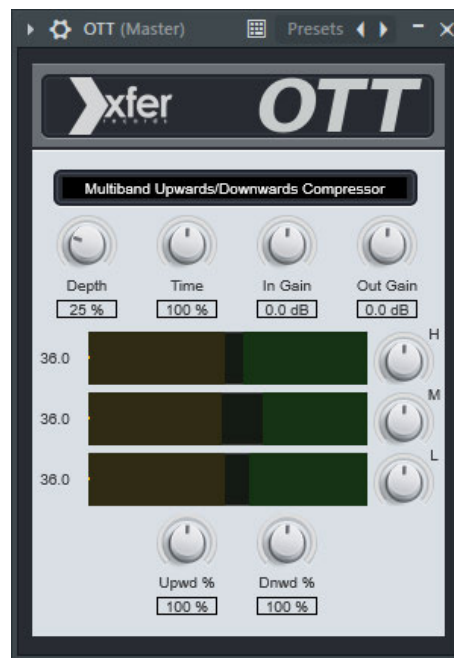 OTT (Master) Presets
xfer records OTT
Multiband Upwards/Downwards Compressor
Depth Time In Gain Out Gain
25 % 100 % 0.0 dB 0.0 dB
H
36.0
M
36.0
L
36.0
Upwd % Dnwd %
100 % 100 %